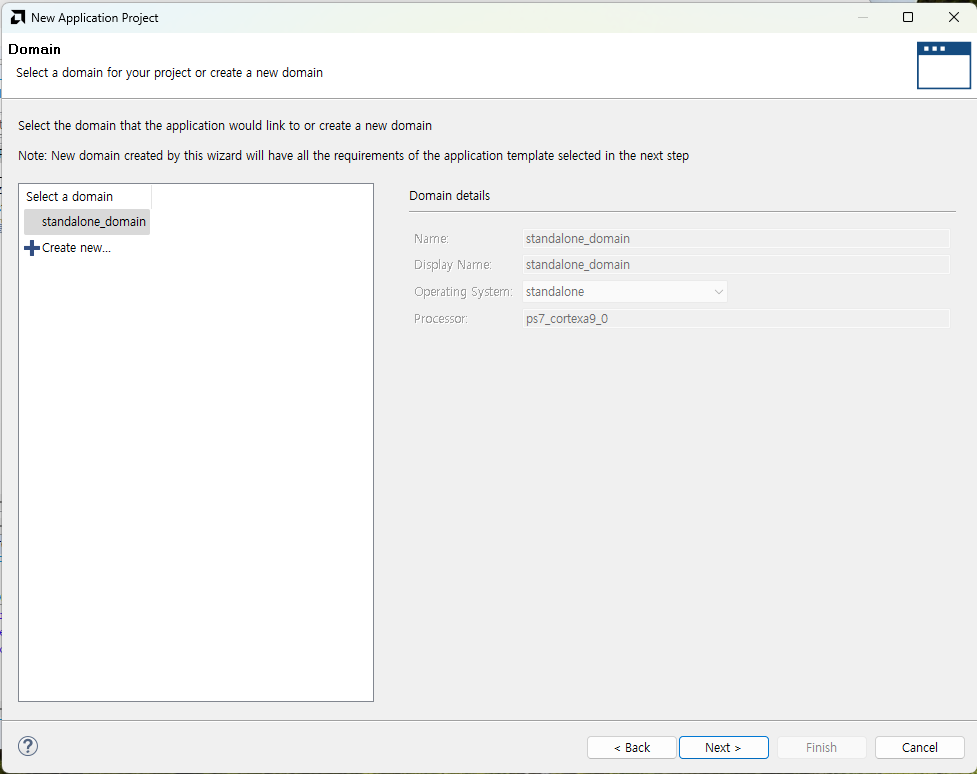 New Application Project
Domain
Select a domain for your project or create a new domain
Select the domain that the application would link to or create a new domain
Note: New domain created by this wizard will have all the requirements of the application template selected in the next step
Select a domain
standalone_domain
Create new...
Domain details
Name: standalone_domain
Display Name: standalone_domain
Operating System: standalone
Processor: ps7_cortexa9_0
?
< Back
Next >
Finish
Cancel